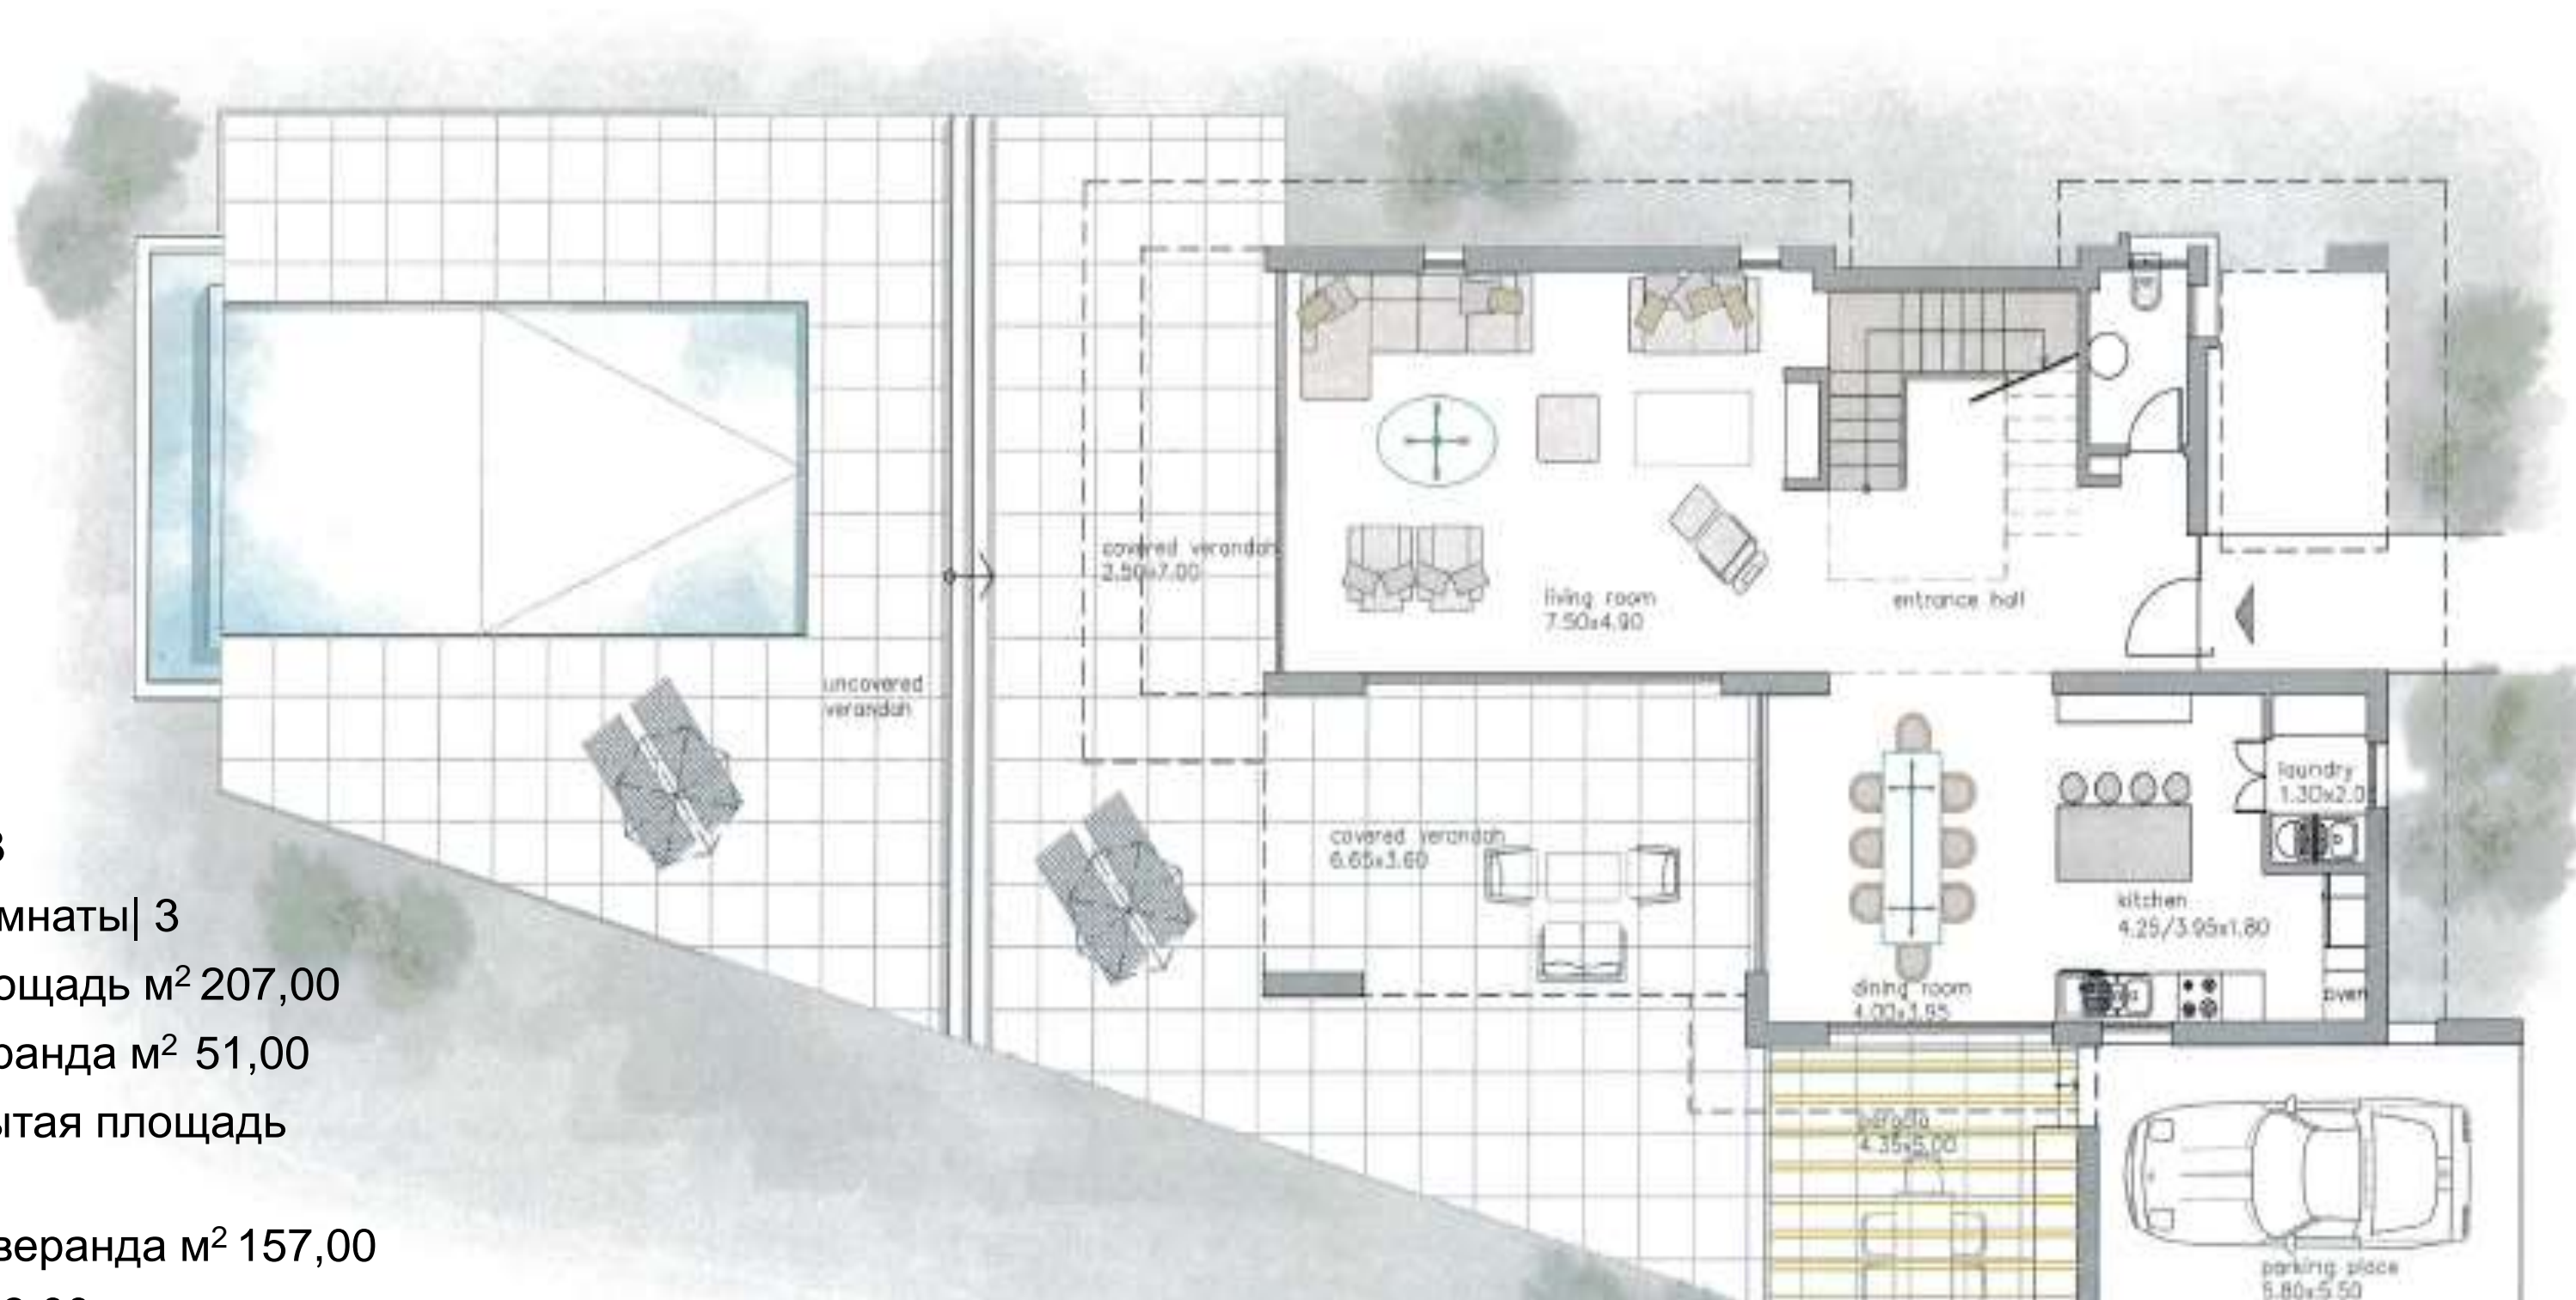 covered verandah
2.50x7.00
living room
7.50x4.90
entrance hall
uncovered
verandah
laundry
1.30x2.0
covered verandah
6.65x3.60
kitchen
4.25/3.95x1.80
dining room
4.00x3.95
oven
pergola
4.35x5.00
parking place
5.80x5.50
в
мнаты| 3
ощадь м² 207,00
ранда м² 51,00
ытая площадь
веранда м² 157,00